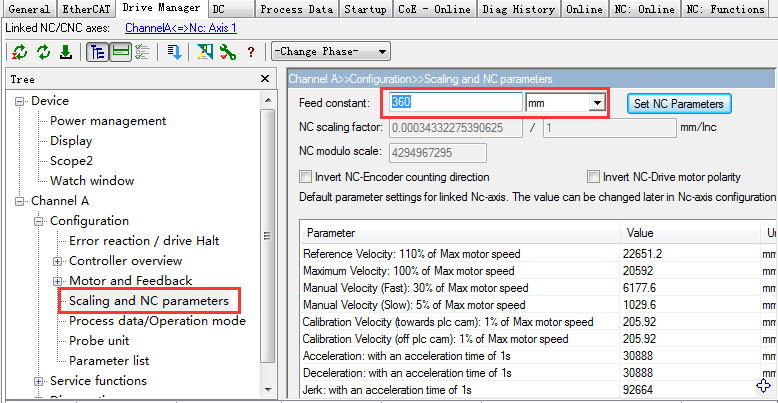 General EtherCAT Drive Manager DC Process Data Startup CoE - Online Diag History Online NC: Online NC: Functions
Linked NC/CNC axes: ChannelA<=>Nc: Axis 1
-Change Phase-
Tree
Device
Power management
Display
Scope2
Watch window
Channel A
Configuration
Error reaction / drive Halt
Controller overview
Motor and Feedback
Scaling and NC parameters
Process data/Operation mode
Probe unit
Parameter list
Service functions
Channel A>>Configuration>>Scaling and NC parameters
Feed constant: 360 mm Set NC Parameters
NC scaling factor: 0.00034332275390625 / 1 mm/Inc
NC modulo scale: 4294967295
Invert NC-Encoder counting direction Invert NC-Drive motor polarity
Default parameter settings for linked Nc-axis. The value can be changed later in Nc-axis configuration
Parameter Value
Reference Velocity: 110% of Max motor speed 22651.2 mm
Maximum Velocity: 100% of Max motor speed 20592 mm
Manual Velocity (Fast): 30% of Max motor speed 6177.6 mm
Manual Velocity (Slow): 5% of Max motor speed 1029.6 mm
Calibration Velocity (towards plc cam): 1% of Max motor speed 205.92 mm
Calibration Velocity (off plc cam): 1% of Max motor speed 205.92 mm
Acceleration: with an acceleration time of 1s 30888 mm
Deceleration: with an acceleration time of 1s 30888 mm
Jerk: with an acceleration time of 1s 92664 mm